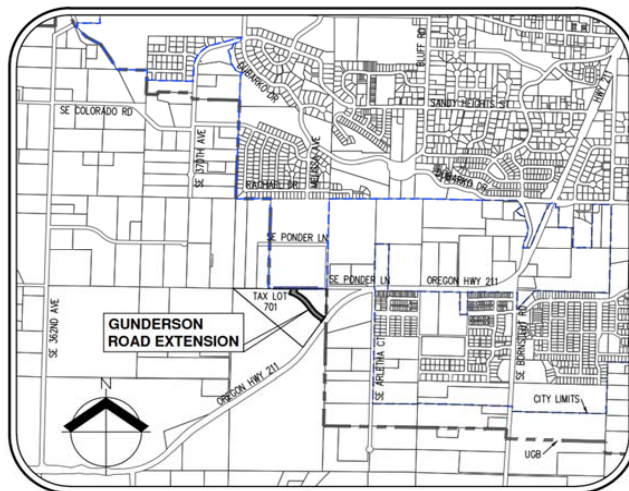 DUBARKO DR
BUFF RD
HWY 211
SE COLORADO RD
SANDY HEIGHTS ST
SE 370TH AVE
MELISSA AVE
RACHAEL DR
DUBARKO DR
SE PONDER LN
SE PONDER LN
OREGON HWY 211
TAX LOT
701
GUNDERSON
ROAD EXTENSION
SE 362ND AVE
SE ARLETHA CT
SE BORNSTEDT RD
OREGON HWY 211
N
CITY LIMITS
UGB